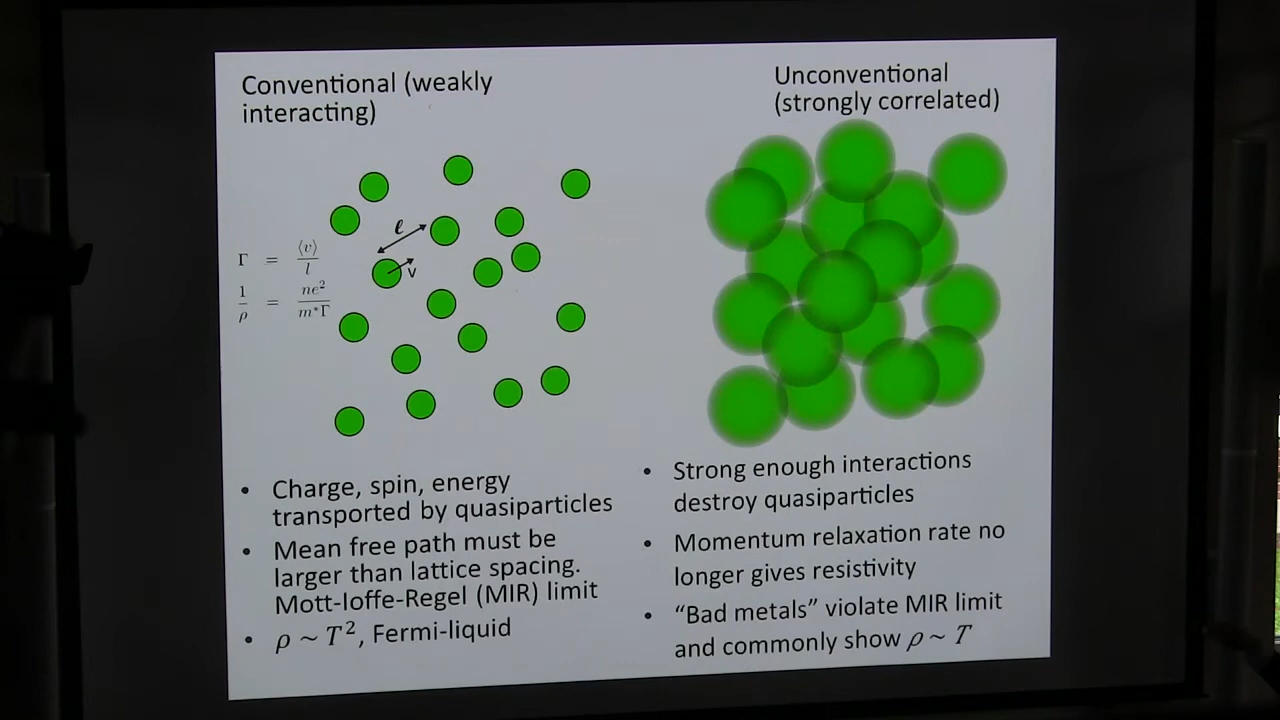 Conventional (weakly
interacting)
ℓ
v
Γ = ⟨v⟩/l
1/ρ = ne²/m*Γ
• Charge, spin, energy
transported by quasiparticles
• Mean free path must be
larger than lattice spacing.
Mott-Ioffe-Regel (MIR) limit
• ρ ~ T², Fermi-liquid
Unconventional
(strongly correlated)
• Strong enough interactions
destroy quasiparticles
• Momentum relaxation rate no
longer gives resistivity
• “Bad metals” violate MIR limit
and commonly show ρ ~ T